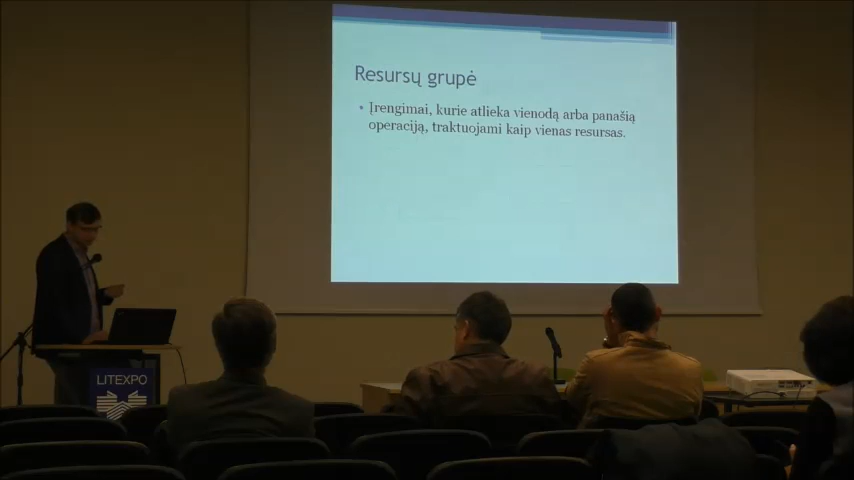 Resursų grupė
• Įrengimai, kurie atlieka vienodą arba panašią
operaciją, traktuojami kaip vienas resursas.
LITEXPO